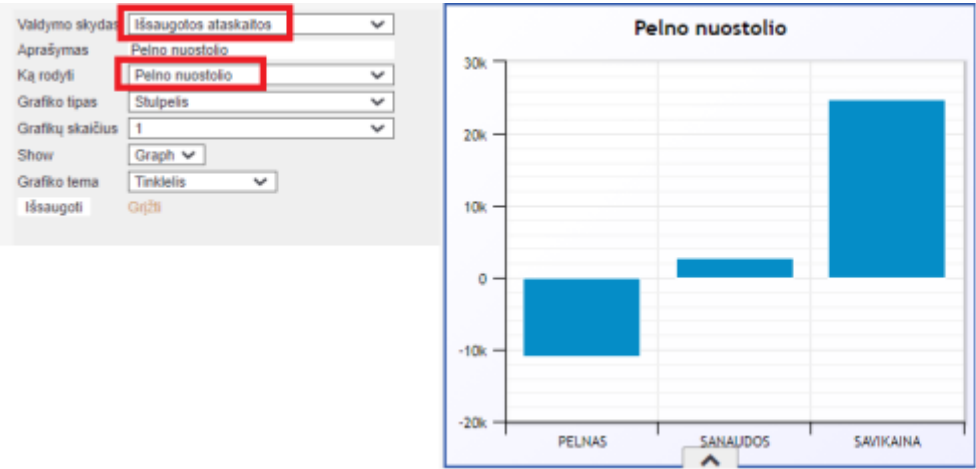 Valdymo skydas Išsaugotos ataskaitos
Aprašymas Pelno nuostolio
Ką rodyti Pelno nuostolio
Grafiko tipas Stulpelis
Grafikų skaičius 1
Show Graph
Grafiko tema Tinklelis
Išsaugoti Grįžti
Pelno nuostolio
30k
20k
10k
0
-10k
-20k
PELNAS SANAUDOS SAVIKAINA